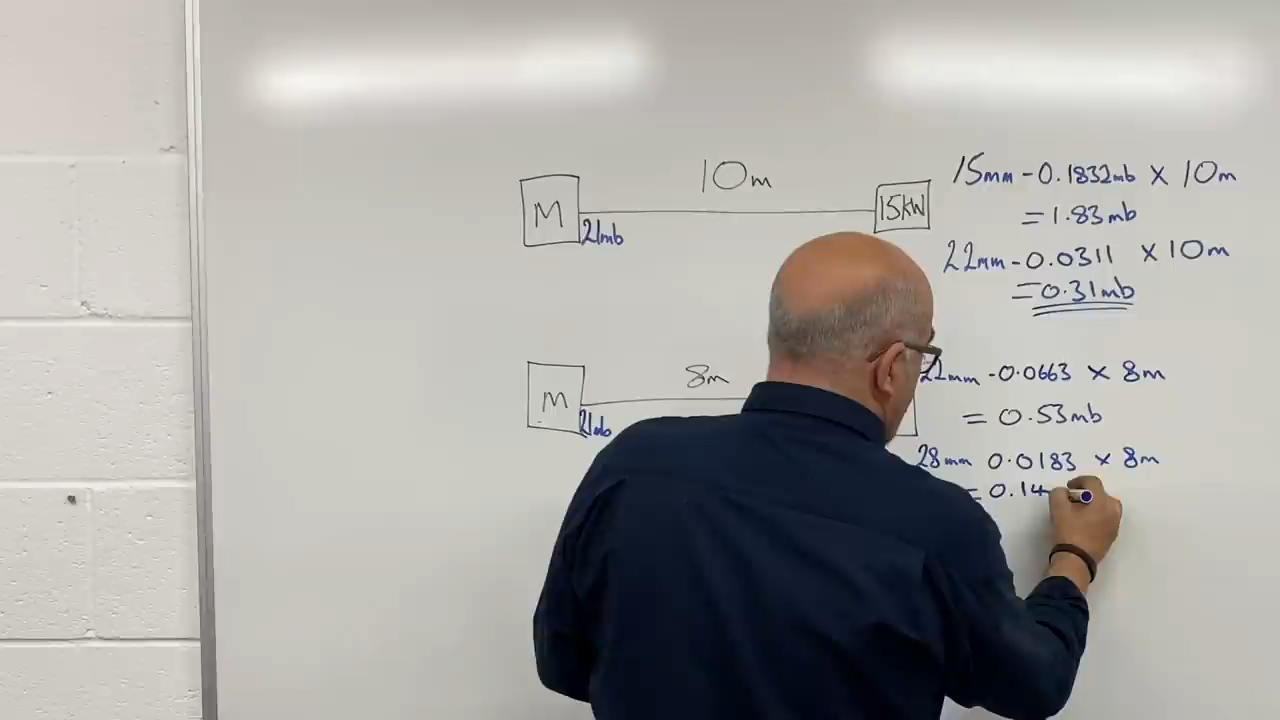 10m
M
15kW
21mb
15mm - 0.1832mb × 10m
= 1.83mb
22mm - 0.0311 × 10m
= 0.31mb
8m
M
21mb
22mm - 0.0663 × 8m
= 0.53mb
28mm 0.0183 × 8m
= 0.14